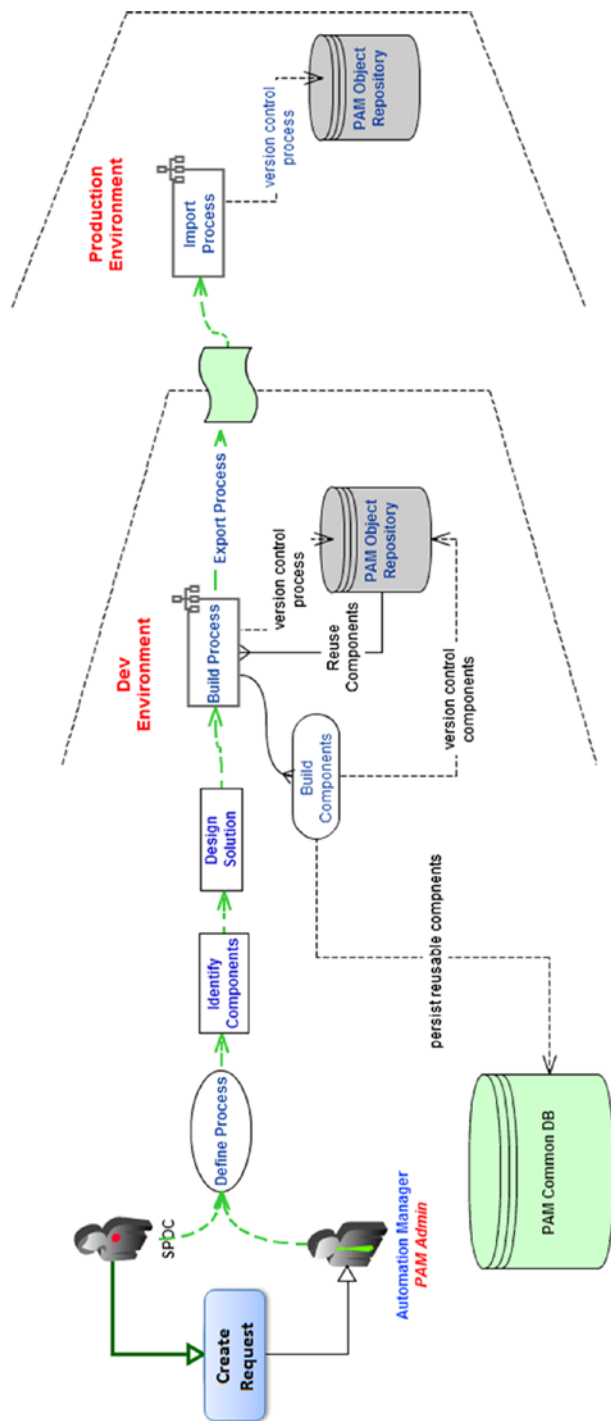 SPOC
Create
Request
Automation Manager
PAM Admin
Define Process
Identify
Components
Design
Solution
Dev
Environment
Build Process
Export Process
version control
process
Reuse
Components
PAM Object
Repository
Build
Components
version control
components
persist reusable compnents
PAM Common DB
Production
Environment
Import
Process
version control
process
PAM Object
Repository